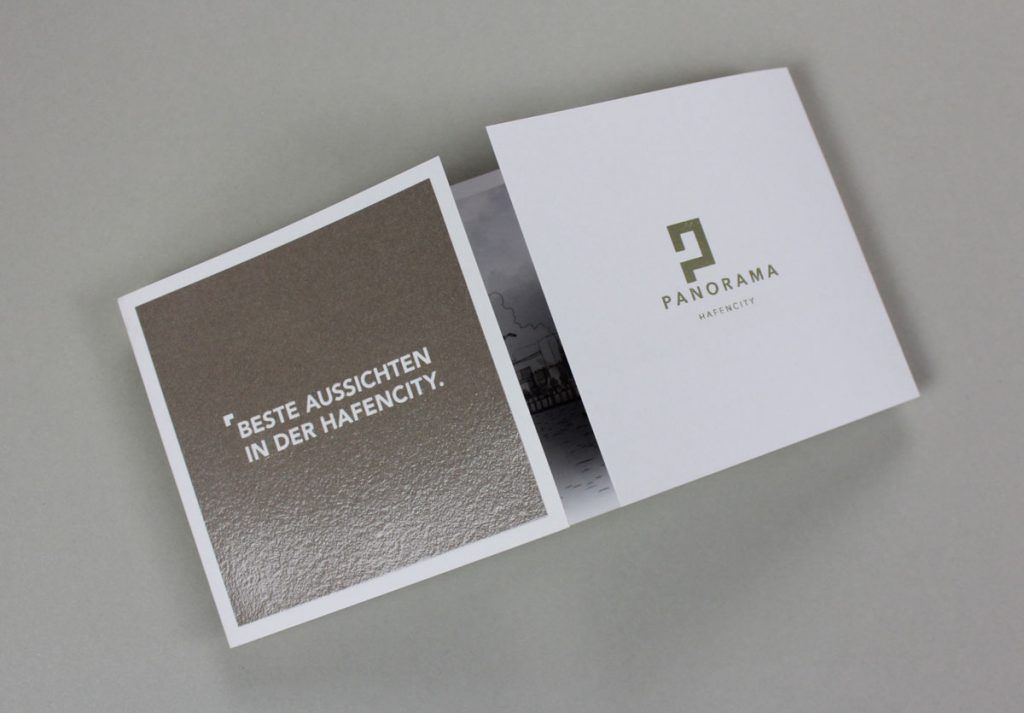 BESTE AUSSICHTEN
IN DER HAFENCITY.
PANORAMA
HAFENCITY